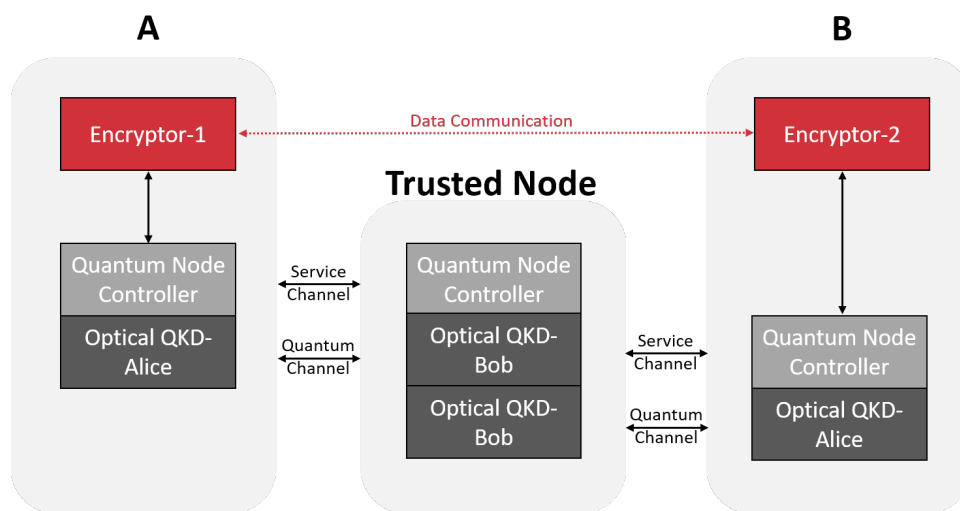 A
B
Encryptor-1
Data Communication
Encryptor-2
Trusted Node
Quantum Node
Controller
Optical QKD-
Alice
Service
Channel
Quantum
Channel
Quantum Node
Controller
Optical QKD-
Bob
Optical QKD-
Bob
Service
Channel
Quantum
Channel
Quantum Node
Controller
Optical QKD-
Alice